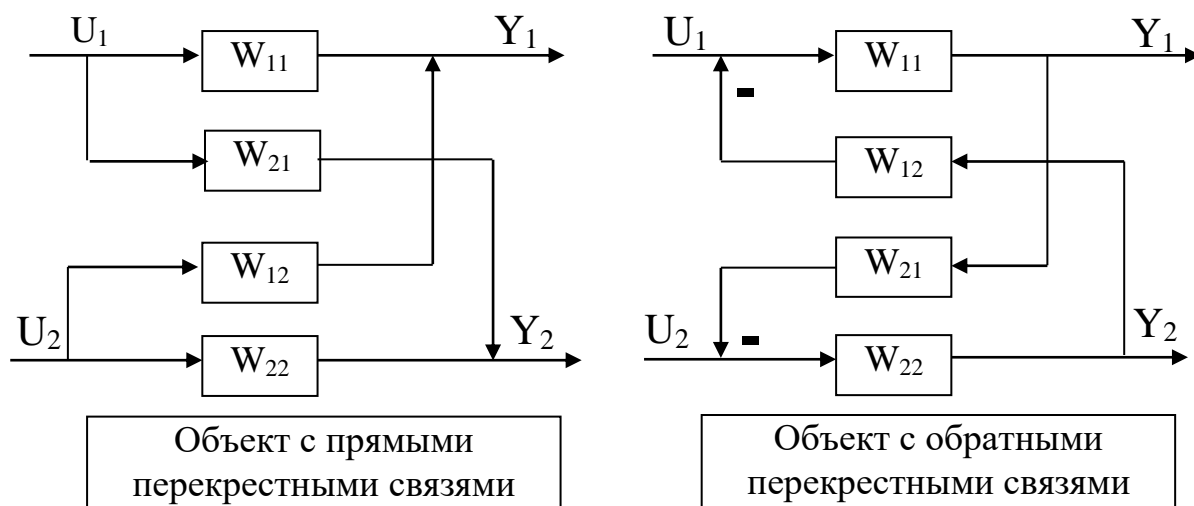 U₁
Y₁
W₁₁
W₂₁
W₁₂
U₂
Y₂
W₂₂
Объект с прямыми
перекрестными связями
U₁
Y₁
W₁₁
-
W₁₂
W₂₁
U₂
-
Y₂
W₂₂
Объект с обратными
перекрестными связями